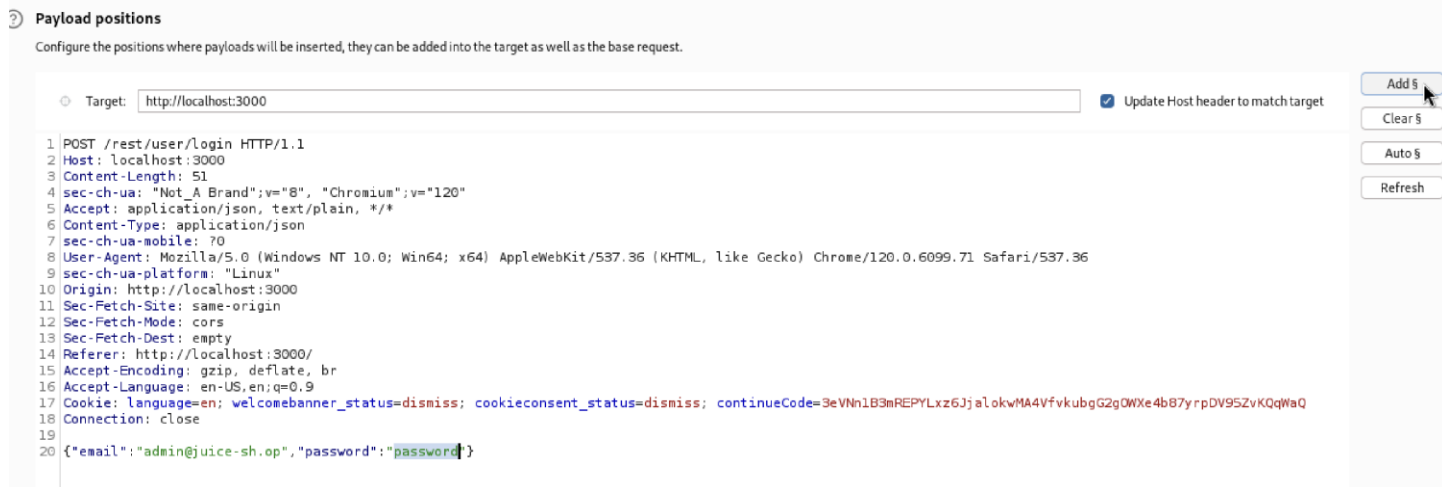 Payload positions
Configure the positions where payloads will be inserted, they can be added into the target as well as the base request.
Target: http://localhost:3000 Update Host header to match target
Add §
Clear §
Auto §
Refresh
1 POST /rest/user/login HTTP/1.1
2 Host: localhost:3000
3 Content-Length: 51
4 sec-ch-ua: "Not_A Brand";v="8", "Chromium";v="120"
5 Accept: application/json, text/plain, */*
6 Content-Type: application/json
7 sec-ch-ua-mobile: ?0
8 User-Agent: Mozilla/5.0 (Windows NT 10.0; Win64; x64) AppleWebKit/537.36 (KHTML, like Gecko) Chrome/120.0.6099.71 Safari/537.36
9 sec-ch-ua-platform: "Linux"
10 Origin: http://localhost:3000
11 Sec-Fetch-Site: same-origin
12 Sec-Fetch-Mode: cors
13 Sec-Fetch-Dest: empty
14 Referer: http://localhost:3000/
15 Accept-Encoding: gzip, deflate, br
16 Accept-Language: en-US,en;q=0.9
17 Cookie: language=en; welcomebanner_status=dismiss; cookieconsent_status=dismiss; continueCode=3eVNn1B3mREPYLxz6JjalokwMA4VfvkubgG2gOWXe4b87yrpDV95ZvKQqWaQ
18 Connection: close
19
20 {"email":"admin@juice-sh.op","password":"password"}